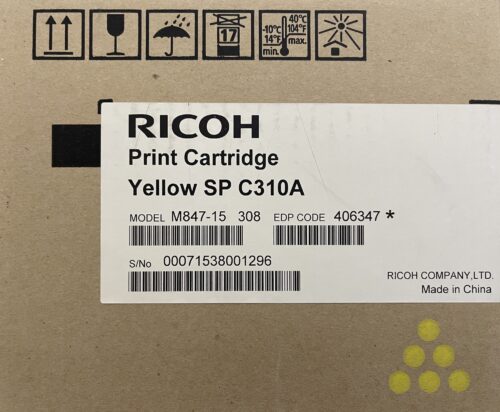 17
-10℃
14℉
min.
40℃
104℉
max.
RICOH
Print Cartridge
Yellow SP C310A
MODEL M847-15 308 EDP CODE 406347 *
S/No 00071538001296
RICOH COMPANY,LTD.
Made in China